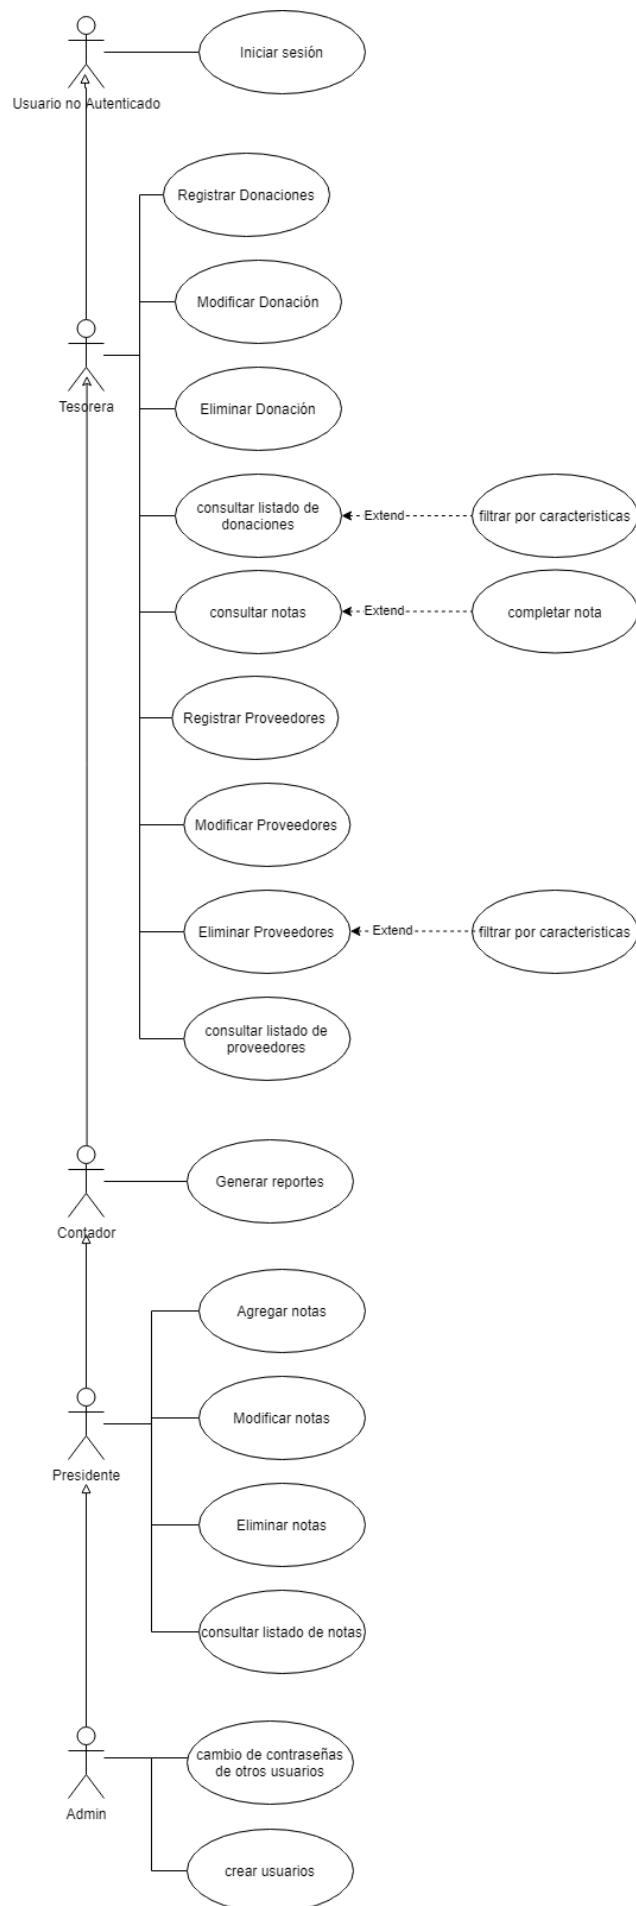 Iniciar sesión
Usuario no Autenticado
Registrar Donaciones
Modificar Donación
Tesorera
Eliminar Donación
consultar listado de
donaciones
Extend
filtrar por caracteristicas
consultar notas
Extend
completar nota
Registrar Proveedores
Modificar Proveedores
Eliminar Proveedores
Extend
filtrar por caracteristicas
consultar listado de
proveedores
Generar reportes
Contador
Agregar notas
Modificar notas
Presidente
Eliminar notas
consultar listado de notas
cambio de contraseñas
de otros usuarios
Admin
crear usuarios